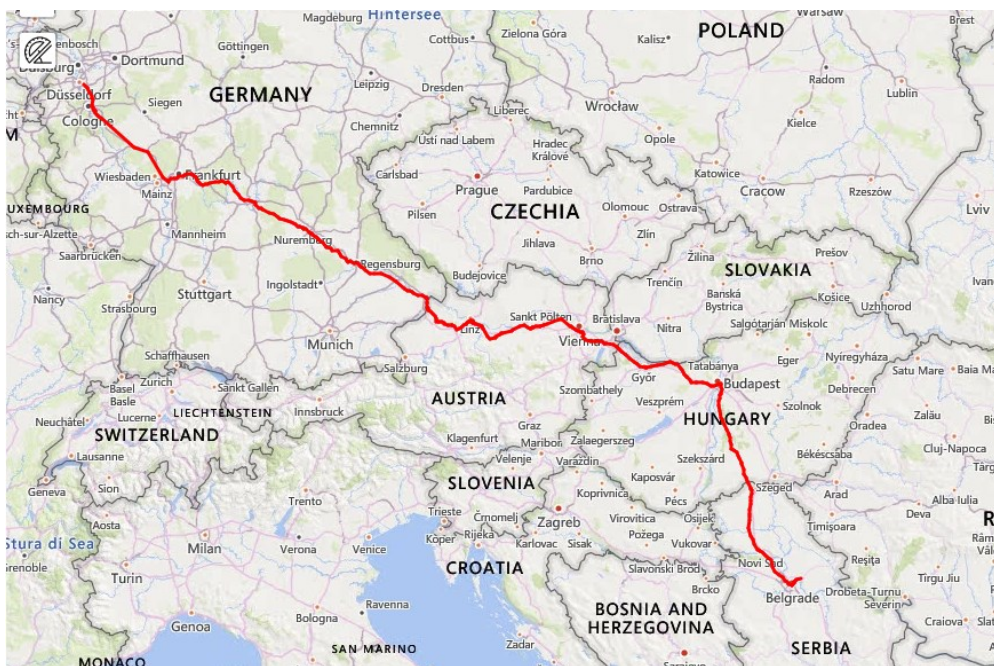 Magdeburg
Hintersee
Warsaw
Brest
Cottbus
Zielona Góra
Kalisz
POLAND
Göttingen
Dortmund
Duisburg
Radom
Leipzig
Dresden
Lublin
Düsseldorf
Siegen
GERMANY
Wrocław
Liberec
Kielce
Cologne
Chemnitz
Ústí nad Labem
Opole
Hradec
Králové
Carlsbad
Katowice
Wiesbaden
Frankfurt
Mainz
Prague
Pardubice
Cracow
Rzeszów
Pilsen
CZECHIA
Olomouc
Ostrava
Lviv
Mannheim
Zlín
Nuremberg
Jihlava
Saarbrücken
Brno
Žilina
Prešov
Regensburg
Budejovice
SLOVAKIA
Trenčín
Ingolstadt
Stuttgart
Nancy
Banská
Bystrica
Košice
Uzhhorod
Strasbourg
Sankt Pölten
Bratislava
Nitra
Salgótarján
Miskolc
Linz
Munich
Vienna
Schaffhausen
Salzburg
Tatabánya
Eger
Nyíregyháza
Győr
Satu Mare
Baia Ma
Basel
Basle
Zurich
Sankt Gallen
Budapest
Debrecen
Szombathely
Veszprém
LIECHTENSTEIN
Innsbruck
AUSTRIA
Szolnok
Neuchâtel
Lucerne
HUNGARY
Zalău
Oradea
SWITZERLAND
Graz
Klagenfurt
Maribor
Zalaegerszeg
Lausanne
Velenje
Varaždin
Szekszárd
Békéscsaba
Cluj-Napoca
Kaposvár
Geneva
Sion
SLOVENIA
Koprivnica
Pécs
Szeged
Arad
Alba Iulia
Trento
Aosta
Trieste
Črnomelj
Zagreb
Virovitica
Osijek
Timișoara
Deva
Stura di Sea
Milan
Verona
Venice
Koper
Rijeka
Karlovac
Sisak
Požega
Vukovar
Grenoble
Turin
CROATIA
Slavonski Brod
Novi Sad
Reșița
Tirgu Jiu
Brcko
Belgrade
Drobeta-Turnu
Severin
Ravenna
Bologna
Genoa
BOSNIA AND
HERZEGOVINA
Craiova
SAN MARINO
Zadar
SERBIA
MONACO
Sarajevo